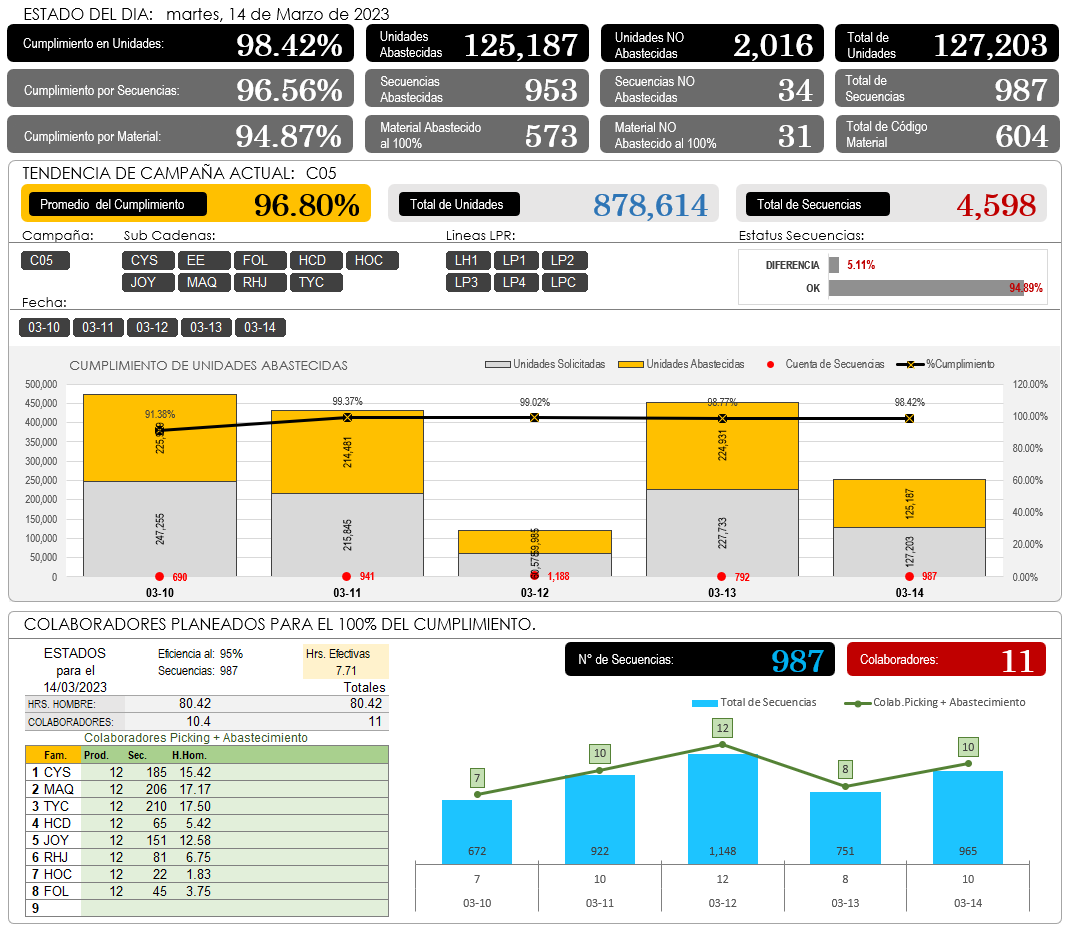 ESTADO DEL DIA: martes, 14 de Marzo de 2023
Cumplimiento en Unidades: 98.42%
Unidades Abastecidas 125,187
Unidades NO Abastecidas 2,016
Total de Unidades 127,203
Cumplimiento por Secuencias: 96.56%
Secuencias Abastecidas 953
Secuencias NO Abastecidas 34
Total de Secuencias 987
Cumplimiento por Material: 94.87%
Material Abastecido al 100% 573
Material NO Abastecido al 100% 31
Total de Código Material 604
TENDENCIA DE CAMPAÑA ACTUAL: C05
Promedio del Cumplimiento 96.80%
Total de Unidades 878,614
Total de Secuencias 4,598
Campaña: Sub Cadenas: Lineas LPR: Estatus Secuencias:
C05 CYS EE FOL HCD HOC LH1 LP1 LP2
JOY MAQ RHJ TYC LP3 LP4 LPC
DIFERENCIA 5.11%
OK 94.89%
Fecha:
03-10 03-11 03-12 03-13 03-14
CUMPLIMIENTO DE UNIDADES ABASTECIDAS
Unidades Solicitadas Unidades Abastecidas Cuenta de Secuencias %Cumplimiento
500,000
450,000
400,000
350,000
300,000
250,000
200,000
150,000
100,000
50,000
0
120.00%
100.00%
80.00%
60.00%
40.00%
20.00%
0.00%
91.38% 99.37% 99.02% 98.77% 98.42%
214,481 59,985 224,931 125,187
247,255 215,845 227,733 127,203
690 941 1,188 792 987
03-10 03-11 03-12 03-13 03-14
COLABORADORES PLANEADOS PARA EL 100% DEL CUMPLIMIENTO.
ESTADOS para el 14/03/2023
Eficiencia al: 95%
Secuencias: 987
Hrs. Efectivas
7.71
Totales
HRS. HOMBRE: 80.42 80.42
COLABORADORES: 10.4 11
Colaboradores Picking + Abastecimiento
Fam. Prod. Sec. H.Hom.
1 CYS 12 185 15.42
2 MAQ 12 206 17.17
3 TYC 12 210 17.50
4 HCD 12 65 5.42
5 JOY 12 151 12.58
6 RHJ 12 81 6.75
7 HOC 12 22 1.83
8 FOL 12 45 3.75
9
N° de Secuencias: 987
Colaboradores: 11
Total de Secuencias Colab.Picking + Abastecimiento
7 10 12 8 10
672 922 1,148 751 965
7 10 12 8 10
03-10 03-11 03-12 03-13 03-14